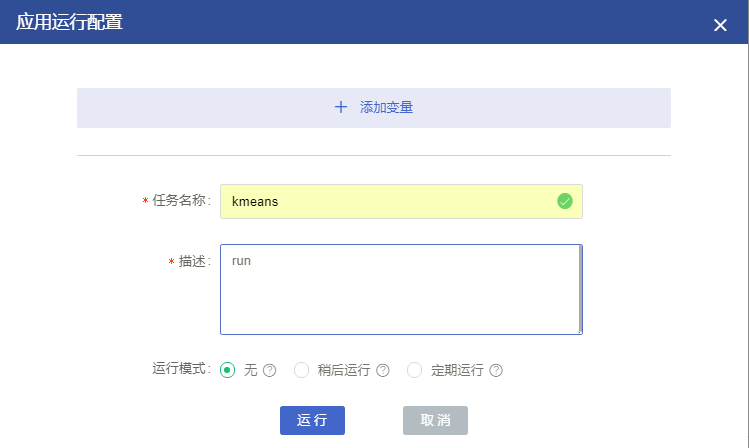 应用运行配置
添加变量
* 任务名称: kmeans
* 描述: run
运行模式: 无 稍后运行 定期运行
运行 取消